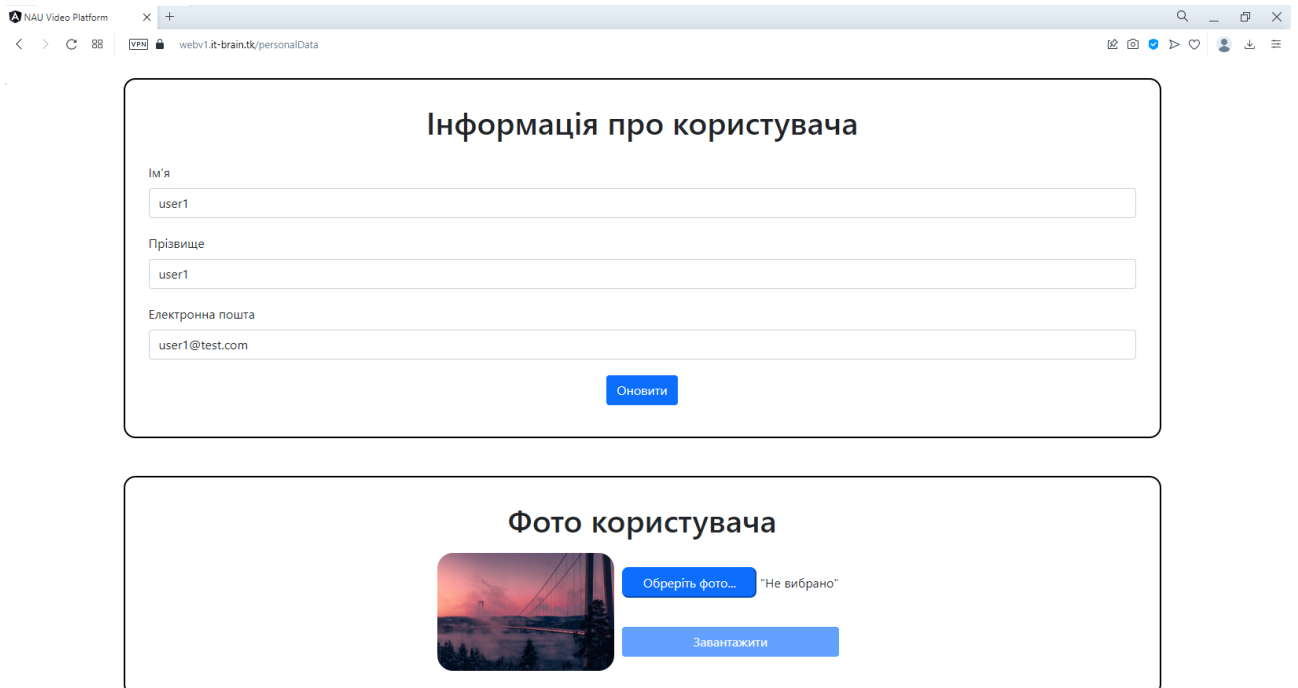 NAU Video Platform
VPN webv1.it-brain.tk/personalData
Інформація про користувача
Ім'я
user1
Прізвище
user1
Електронна пошта
user1@test.com
Оновити
Фото користувача
Обреріть фото... "Не вибрано"
Завантажити